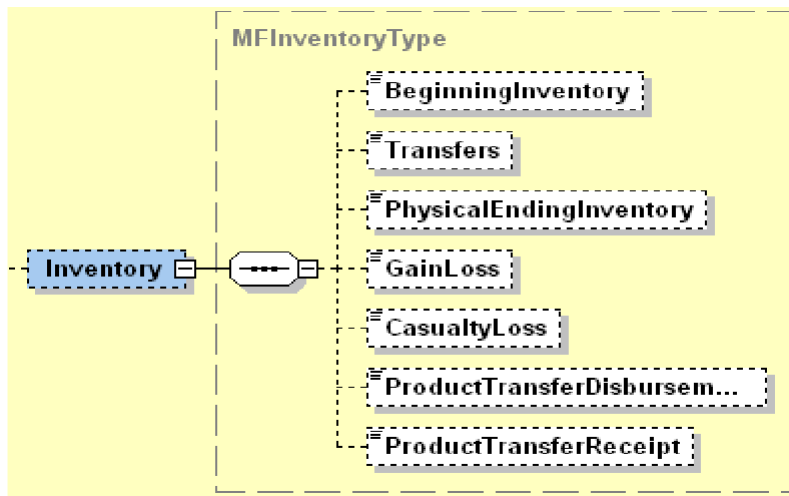 MFInventoryType
BeginningInventory
Transfers
PhysicalEndingInventory
Inventory
GainLoss
CasualtyLoss
ProductTransferDisbursem...
ProductTransferReceipt